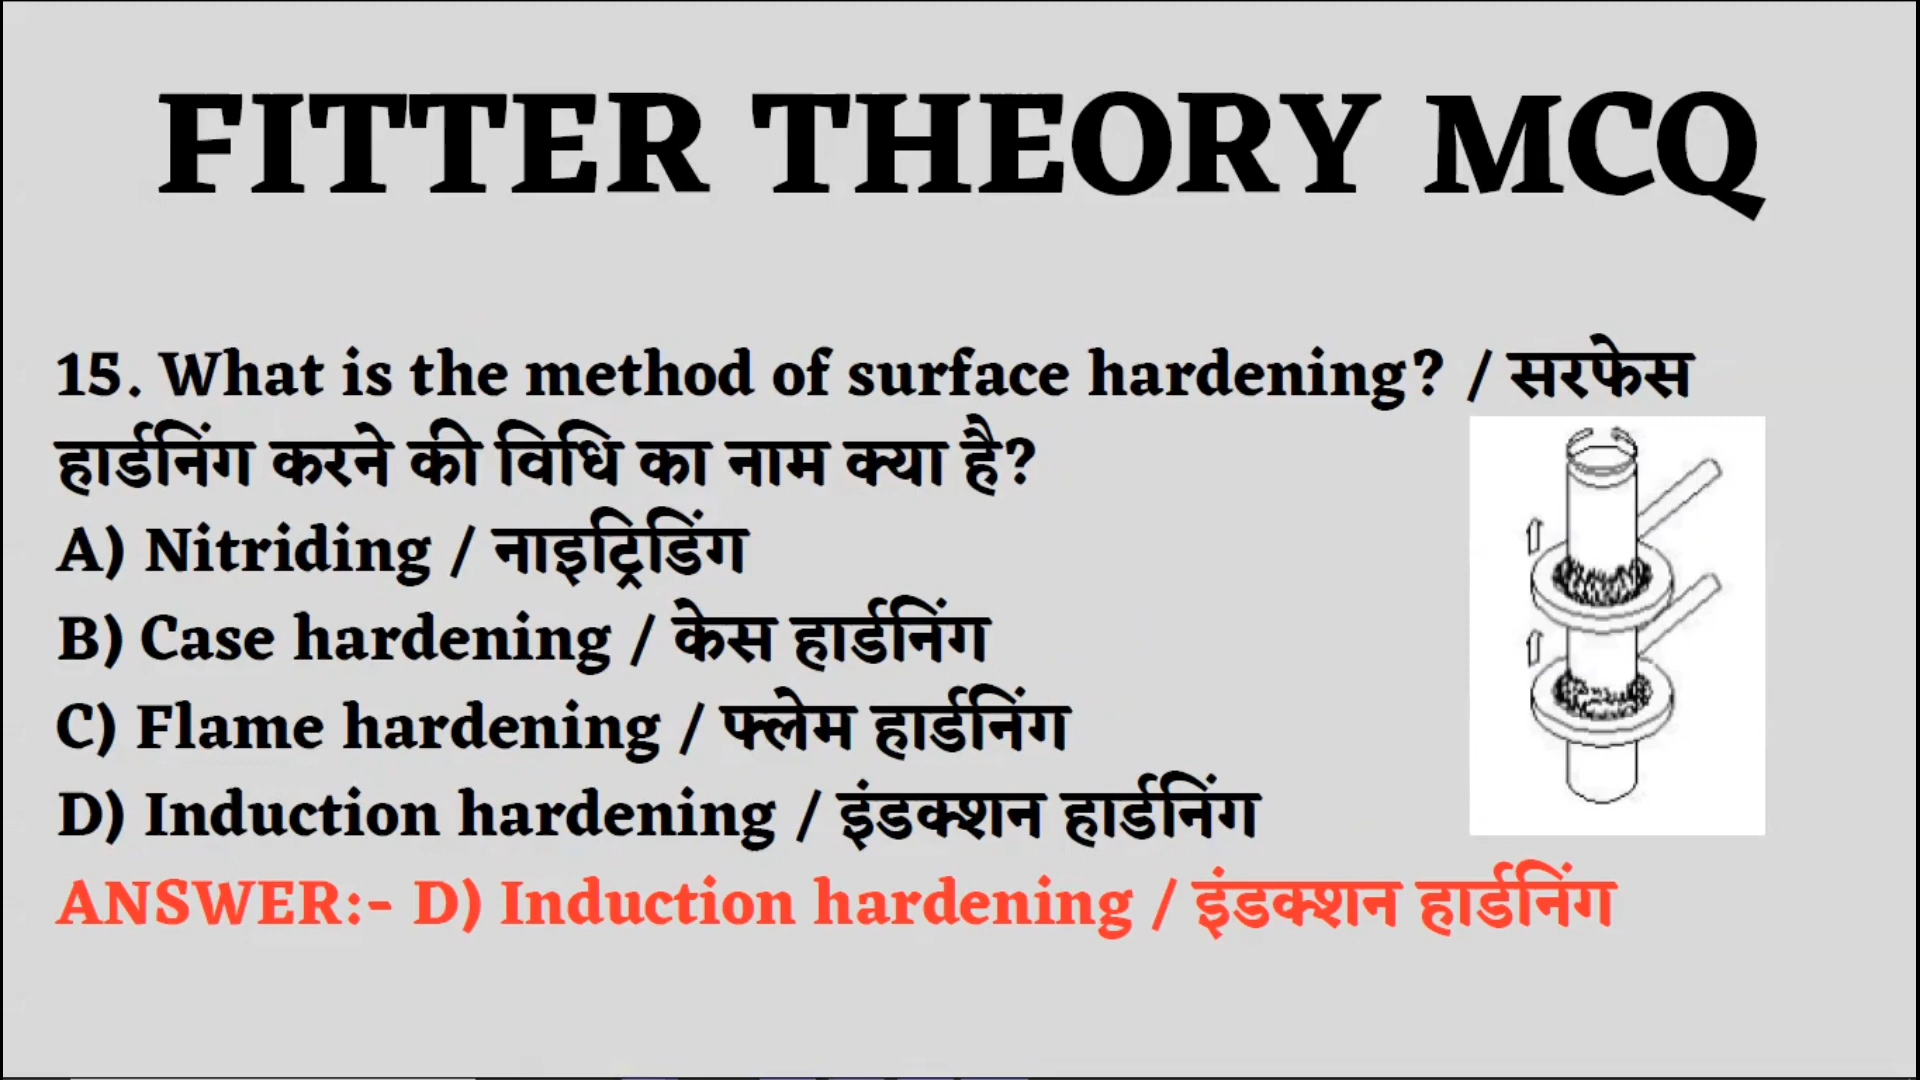 FITTER THEORY MCQ
15. What is the method of surface hardening? / सरफेस
हार्डनिंग करने की विधि का नाम क्या है?
A) Nitriding / नाइट्रिडिंग
B) Case hardening / केस हार्डनिंग
C) Flame hardening / फ्लेम हार्डनिंग
D) Induction hardening / इंडक्शन हार्डनिंग
ANSWER:- D) Induction hardening / इंडक्शन हार्डनिंग